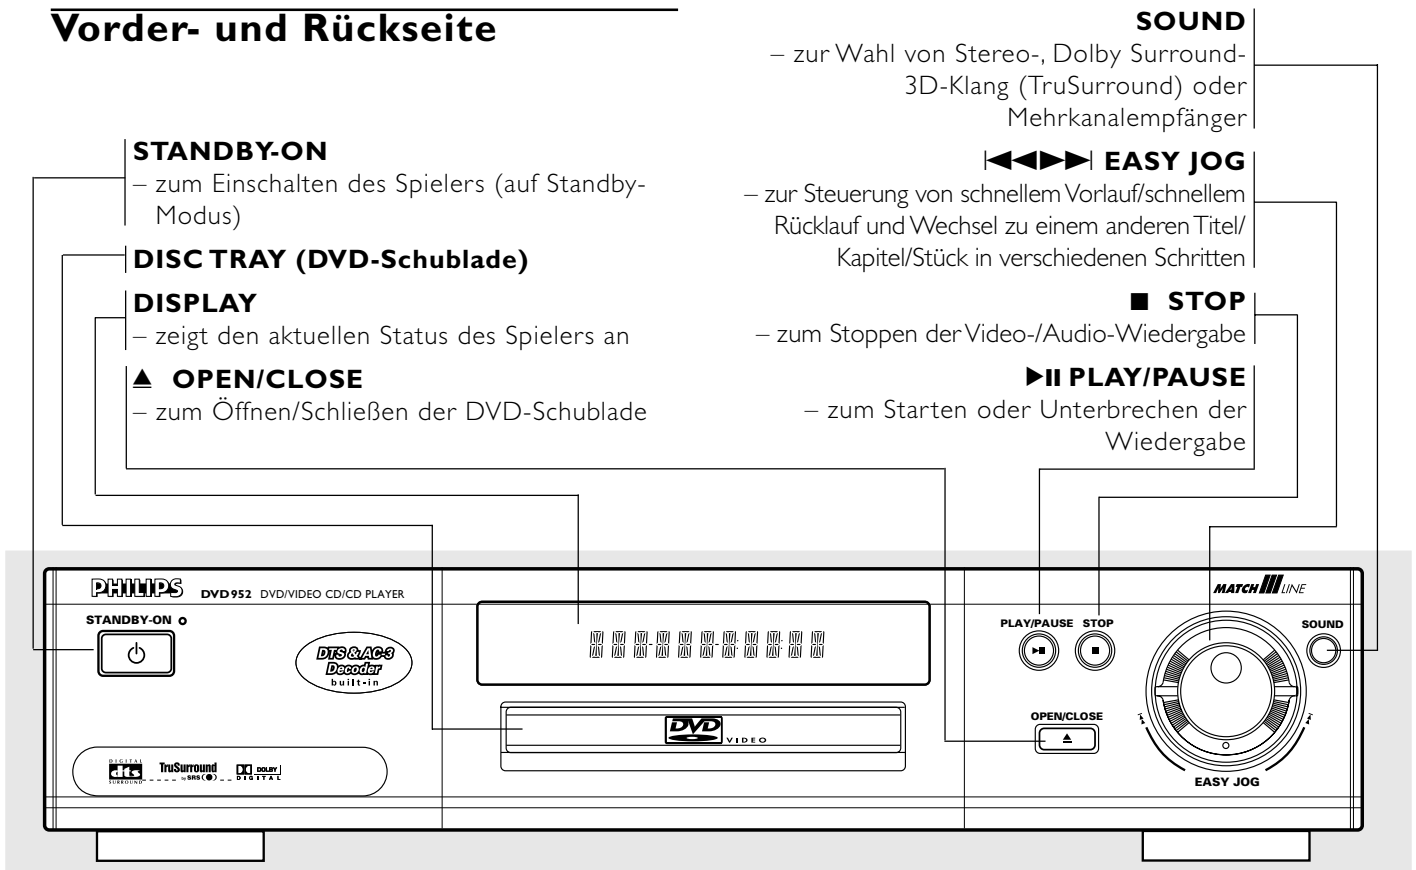 Vorder- und Rückseite
STANDBY-ON
– zum Einschalten des Spielers (auf Standby-
Modus)
DISC TRAY (DVD-Schublade)
DISPLAY
– zeigt den aktuellen Status des Spielers an
▲ OPEN/CLOSE
– zum Öffnen/Schließen der DVD-Schublade
SOUND
– zur Wahl von Stereo-, Dolby Surround-
3D-Klang (TruSurround) oder
Mehrkanalempfänger
EASY JOG
– zur Steuerung von schnellem Vorlauf/schnellem
Rücklauf und Wechsel zu einem anderen Titel/
Kapitel/Stück in verschiedenen Schritten
■ STOP
– zum Stoppen der Video-/Audio-Wiedergabe
PLAY/PAUSE
– zum Starten oder Unterbrechen der
Wiedergabe
PHILIPS DVD952 DVD/VIDEO CD/CD PLAYER
STANDBY-ON
DTS & AC-3
Decoder
built-in
DIGITAL
dts
SURROUND
TruSurround
by SRS
DOLBY
DIGITAL
DVD
VIDEO
MATCH LINE
PLAY/PAUSE STOP
SOUND
OPEN/CLOSE
EASY JOG